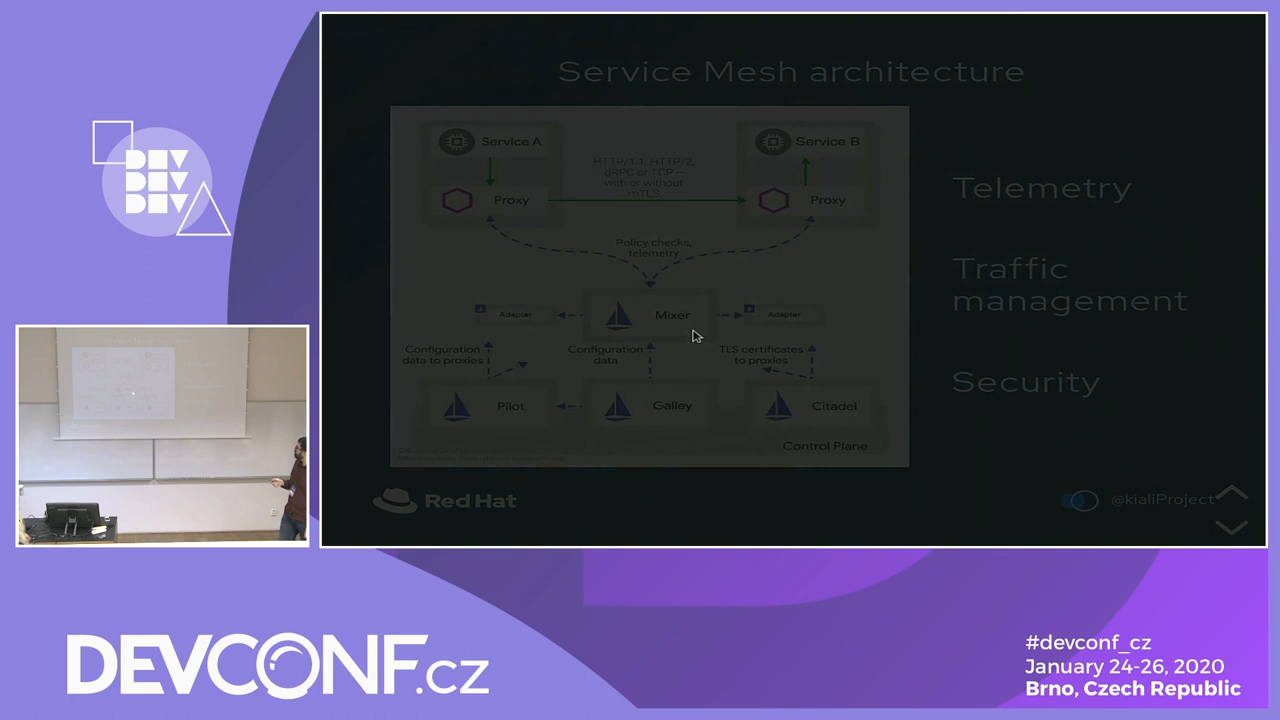 DEV
DEV
DEV
Service Mesh architecture
Service A
Service B
HTTP/1.1, HTTP/2,
gRPC or TCP –
with or without
mTLS
Proxy
Proxy
Policy checks,
telemetry
Adapter
Mixer
Adapter
Configuration
data to proxies
Configuration
data
TLS certificates
to proxies
Pilot
Galley
Citadel
Control Plane
Telemetry
Traffic
management
Security
Red Hat
@kialiProject
DEVCONF.cz
#devconf_cz
January 24-26, 2020
Brno, Czech Republic